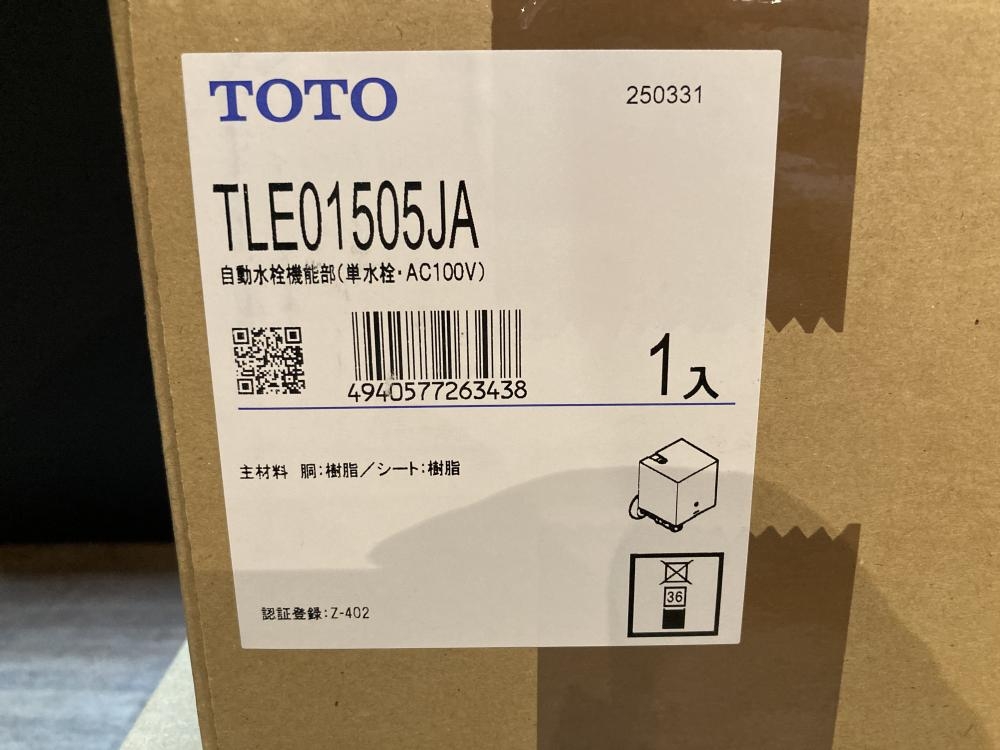 TOTO
250331
TLE01505JA
自動水栓機能部(単水栓・AC100V)
4940577263438
1入
主材料 胴:樹脂/シート:樹脂
36
認証登録:Z-402